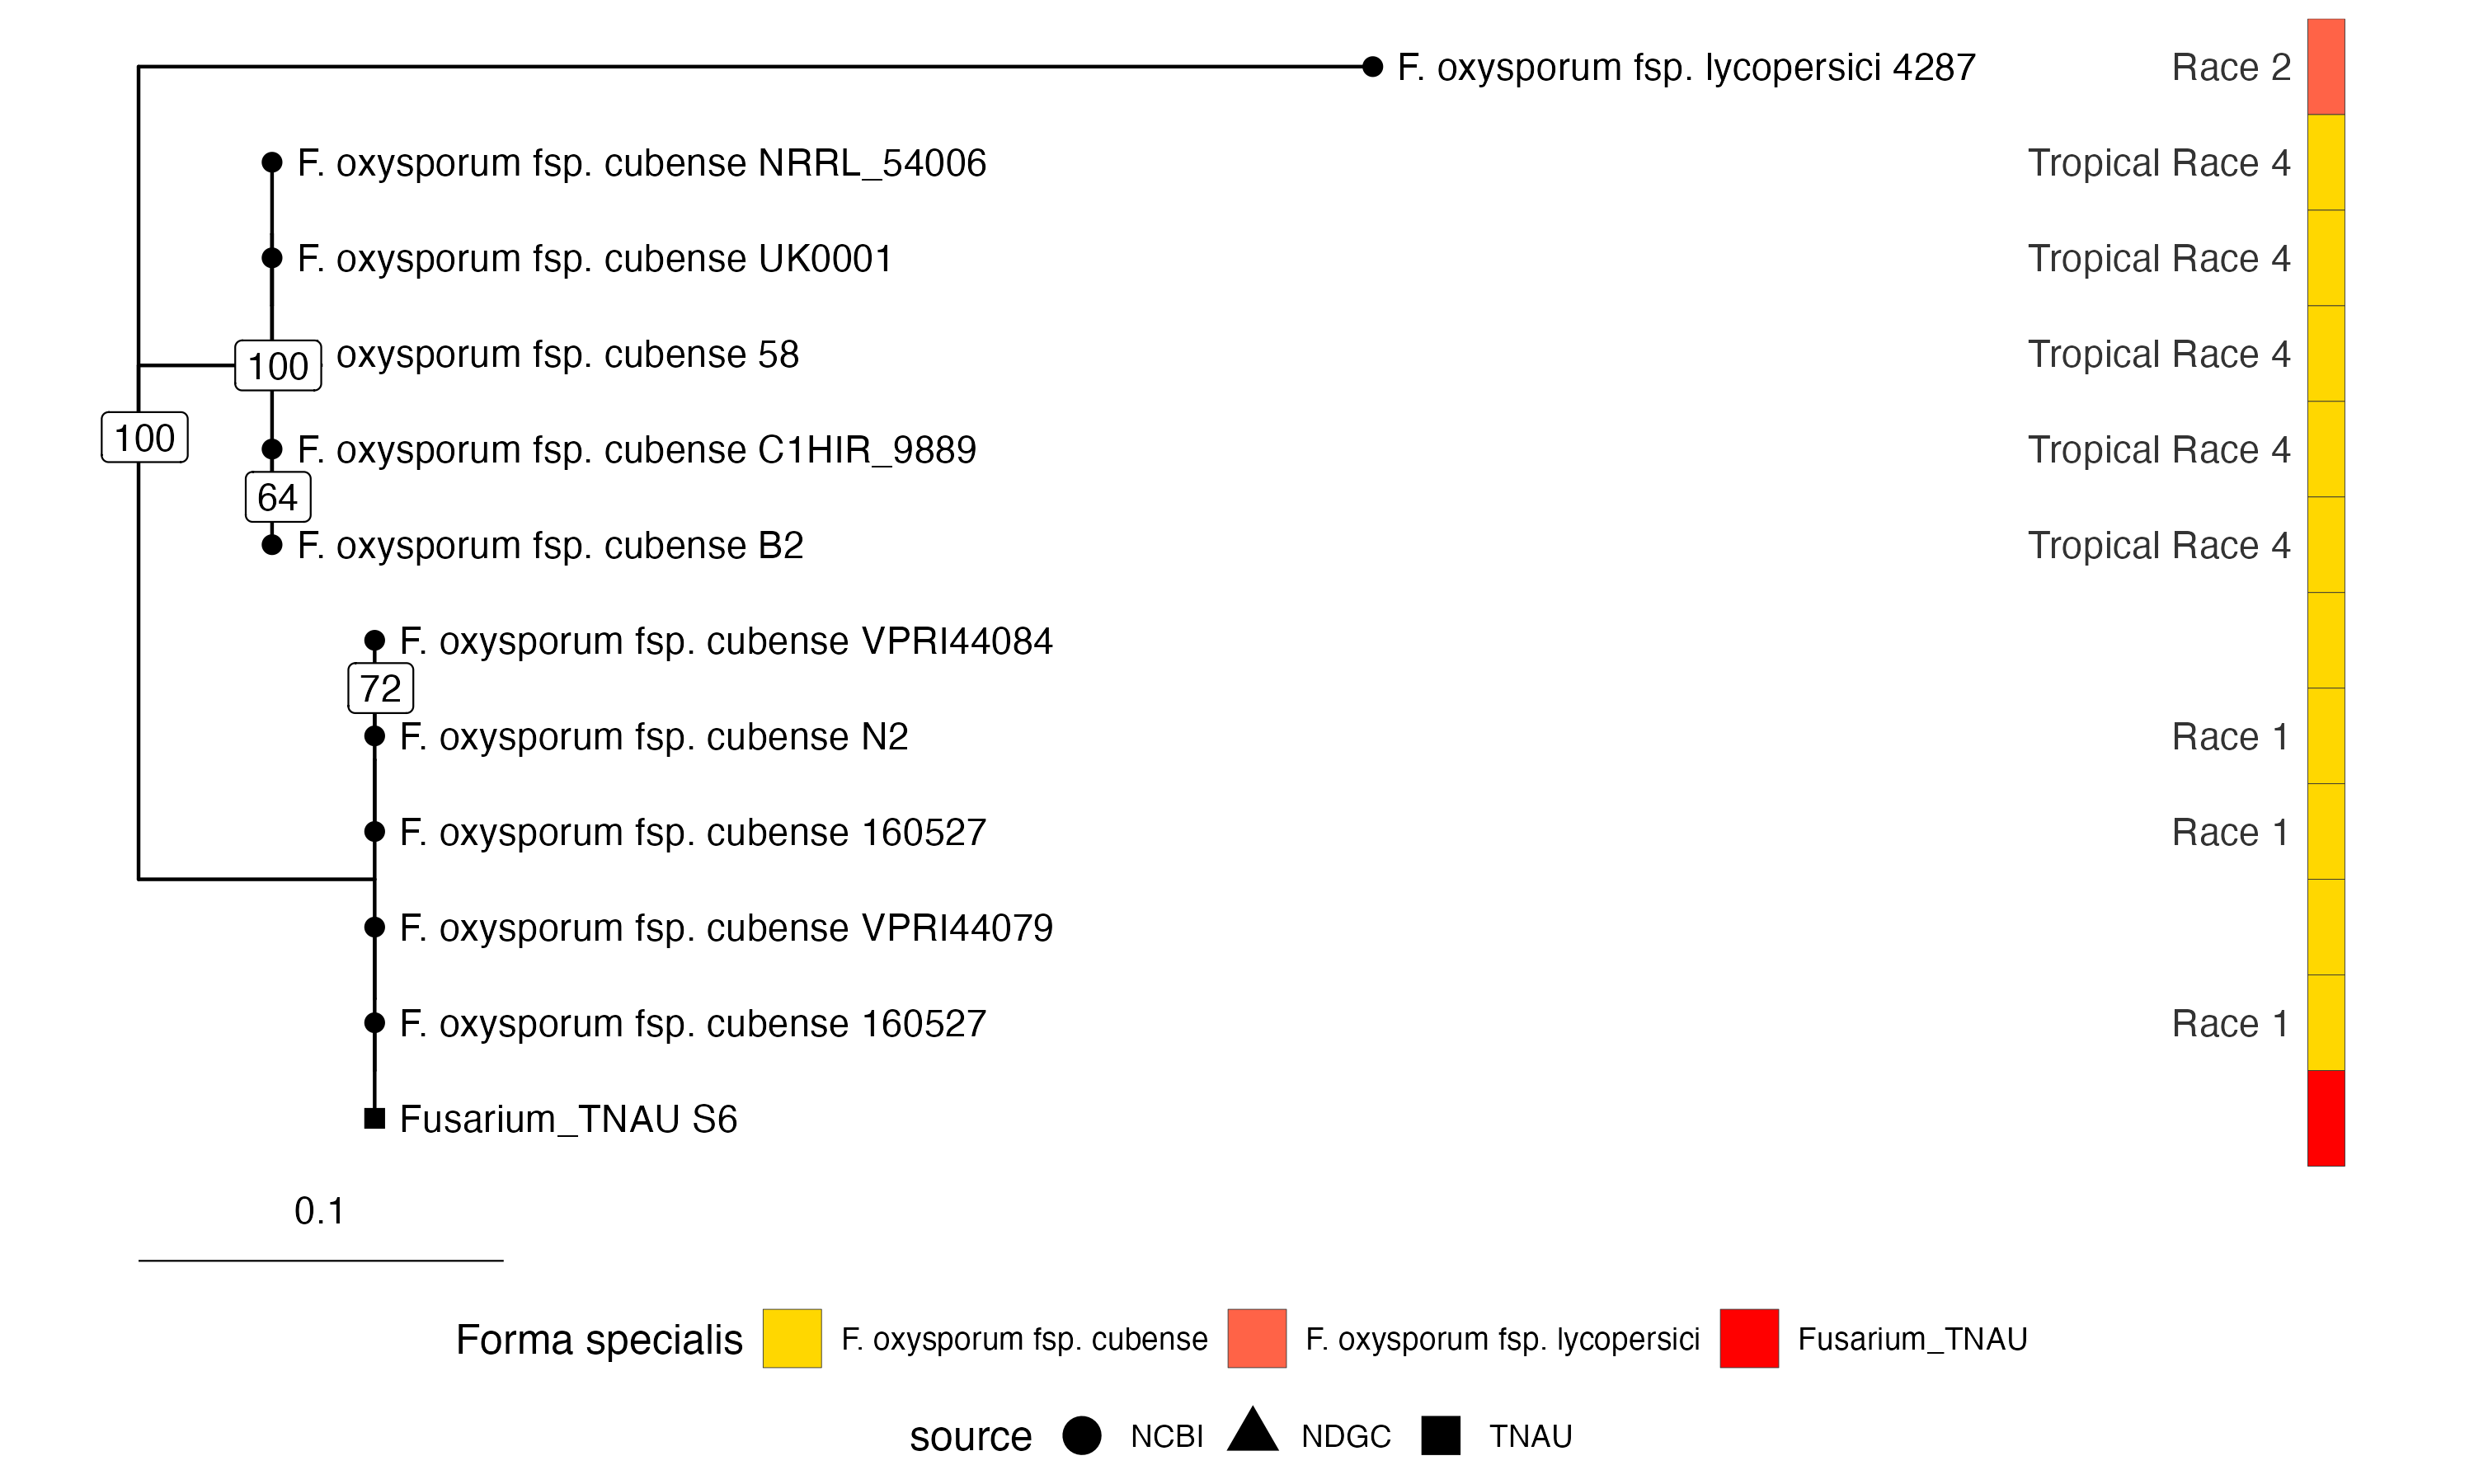 F. oxysporum fsp. lycopersici 4287 Race 2
F. oxysporum fsp. cubense NRRL_54006 Tropical Race 4
F. oxysporum fsp. cubense UK0001 Tropical Race 4
100 oxysporum fsp. cubense 58 Tropical Race 4
100
F. oxysporum fsp. cubense C1HIR_9889 Tropical Race 4
64
F. oxysporum fsp. cubense B2 Tropical Race 4
F. oxysporum fsp. cubense VPRI44084
72
F. oxysporum fsp. cubense N2 Race 1
F. oxysporum fsp. cubense 160527 Race 1
F. oxysporum fsp. cubense VPRI44079
F. oxysporum fsp. cubense 160527 Race 1
Fusarium_TNAU S6
0.1
Forma specialis F. oxysporum fsp. cubense F. oxysporum fsp. lycopersici Fusarium_TNAU
source NCBI NDGC TNAU